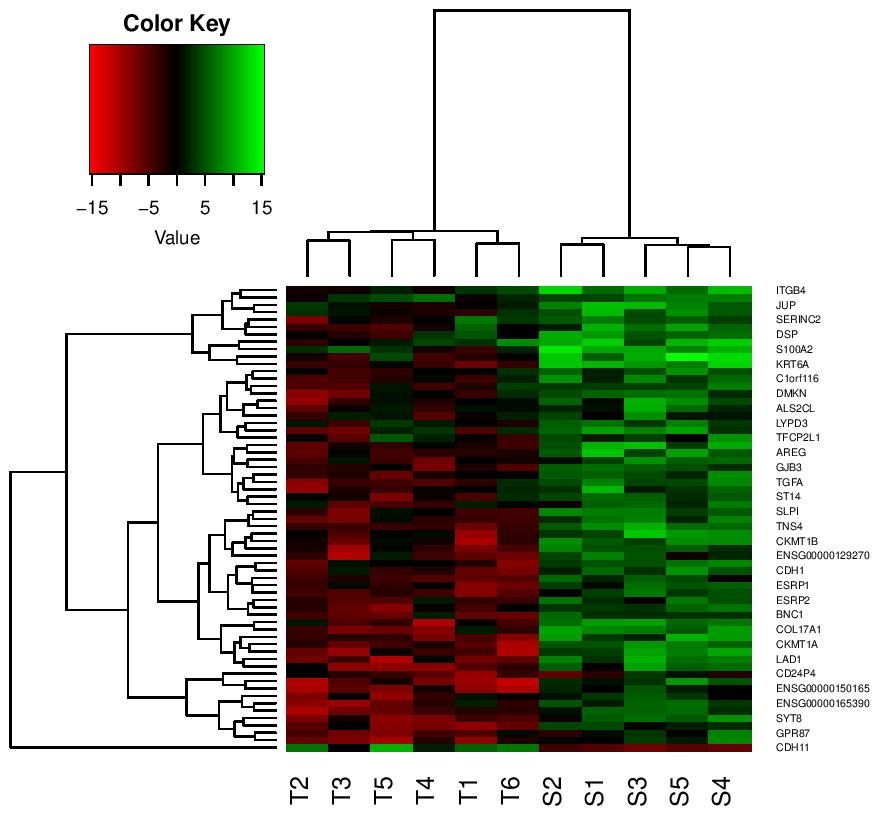 Color Key
−15 −5 5 15
Value
ITGB4
JUP
SERINC2
DSP
S100A2
KRT6A
C1orf116
DMKN
ALS2CL
LYPD3
TFCP2L1
AREG
GJB3
TGFA
ST14
SLPI
TNS4
CKMT1B
ENSG00000129270
CDH1
ESRP1
ESRP2
BNC1
COL17A1
CKMT1A
LAD1
CD24P4
ENSG00000150165
ENSG00000165390
SYT8
GPR87
CDH11
T2 T3 T5 T4 T1 T6 S2 S1 S3 S5 S4